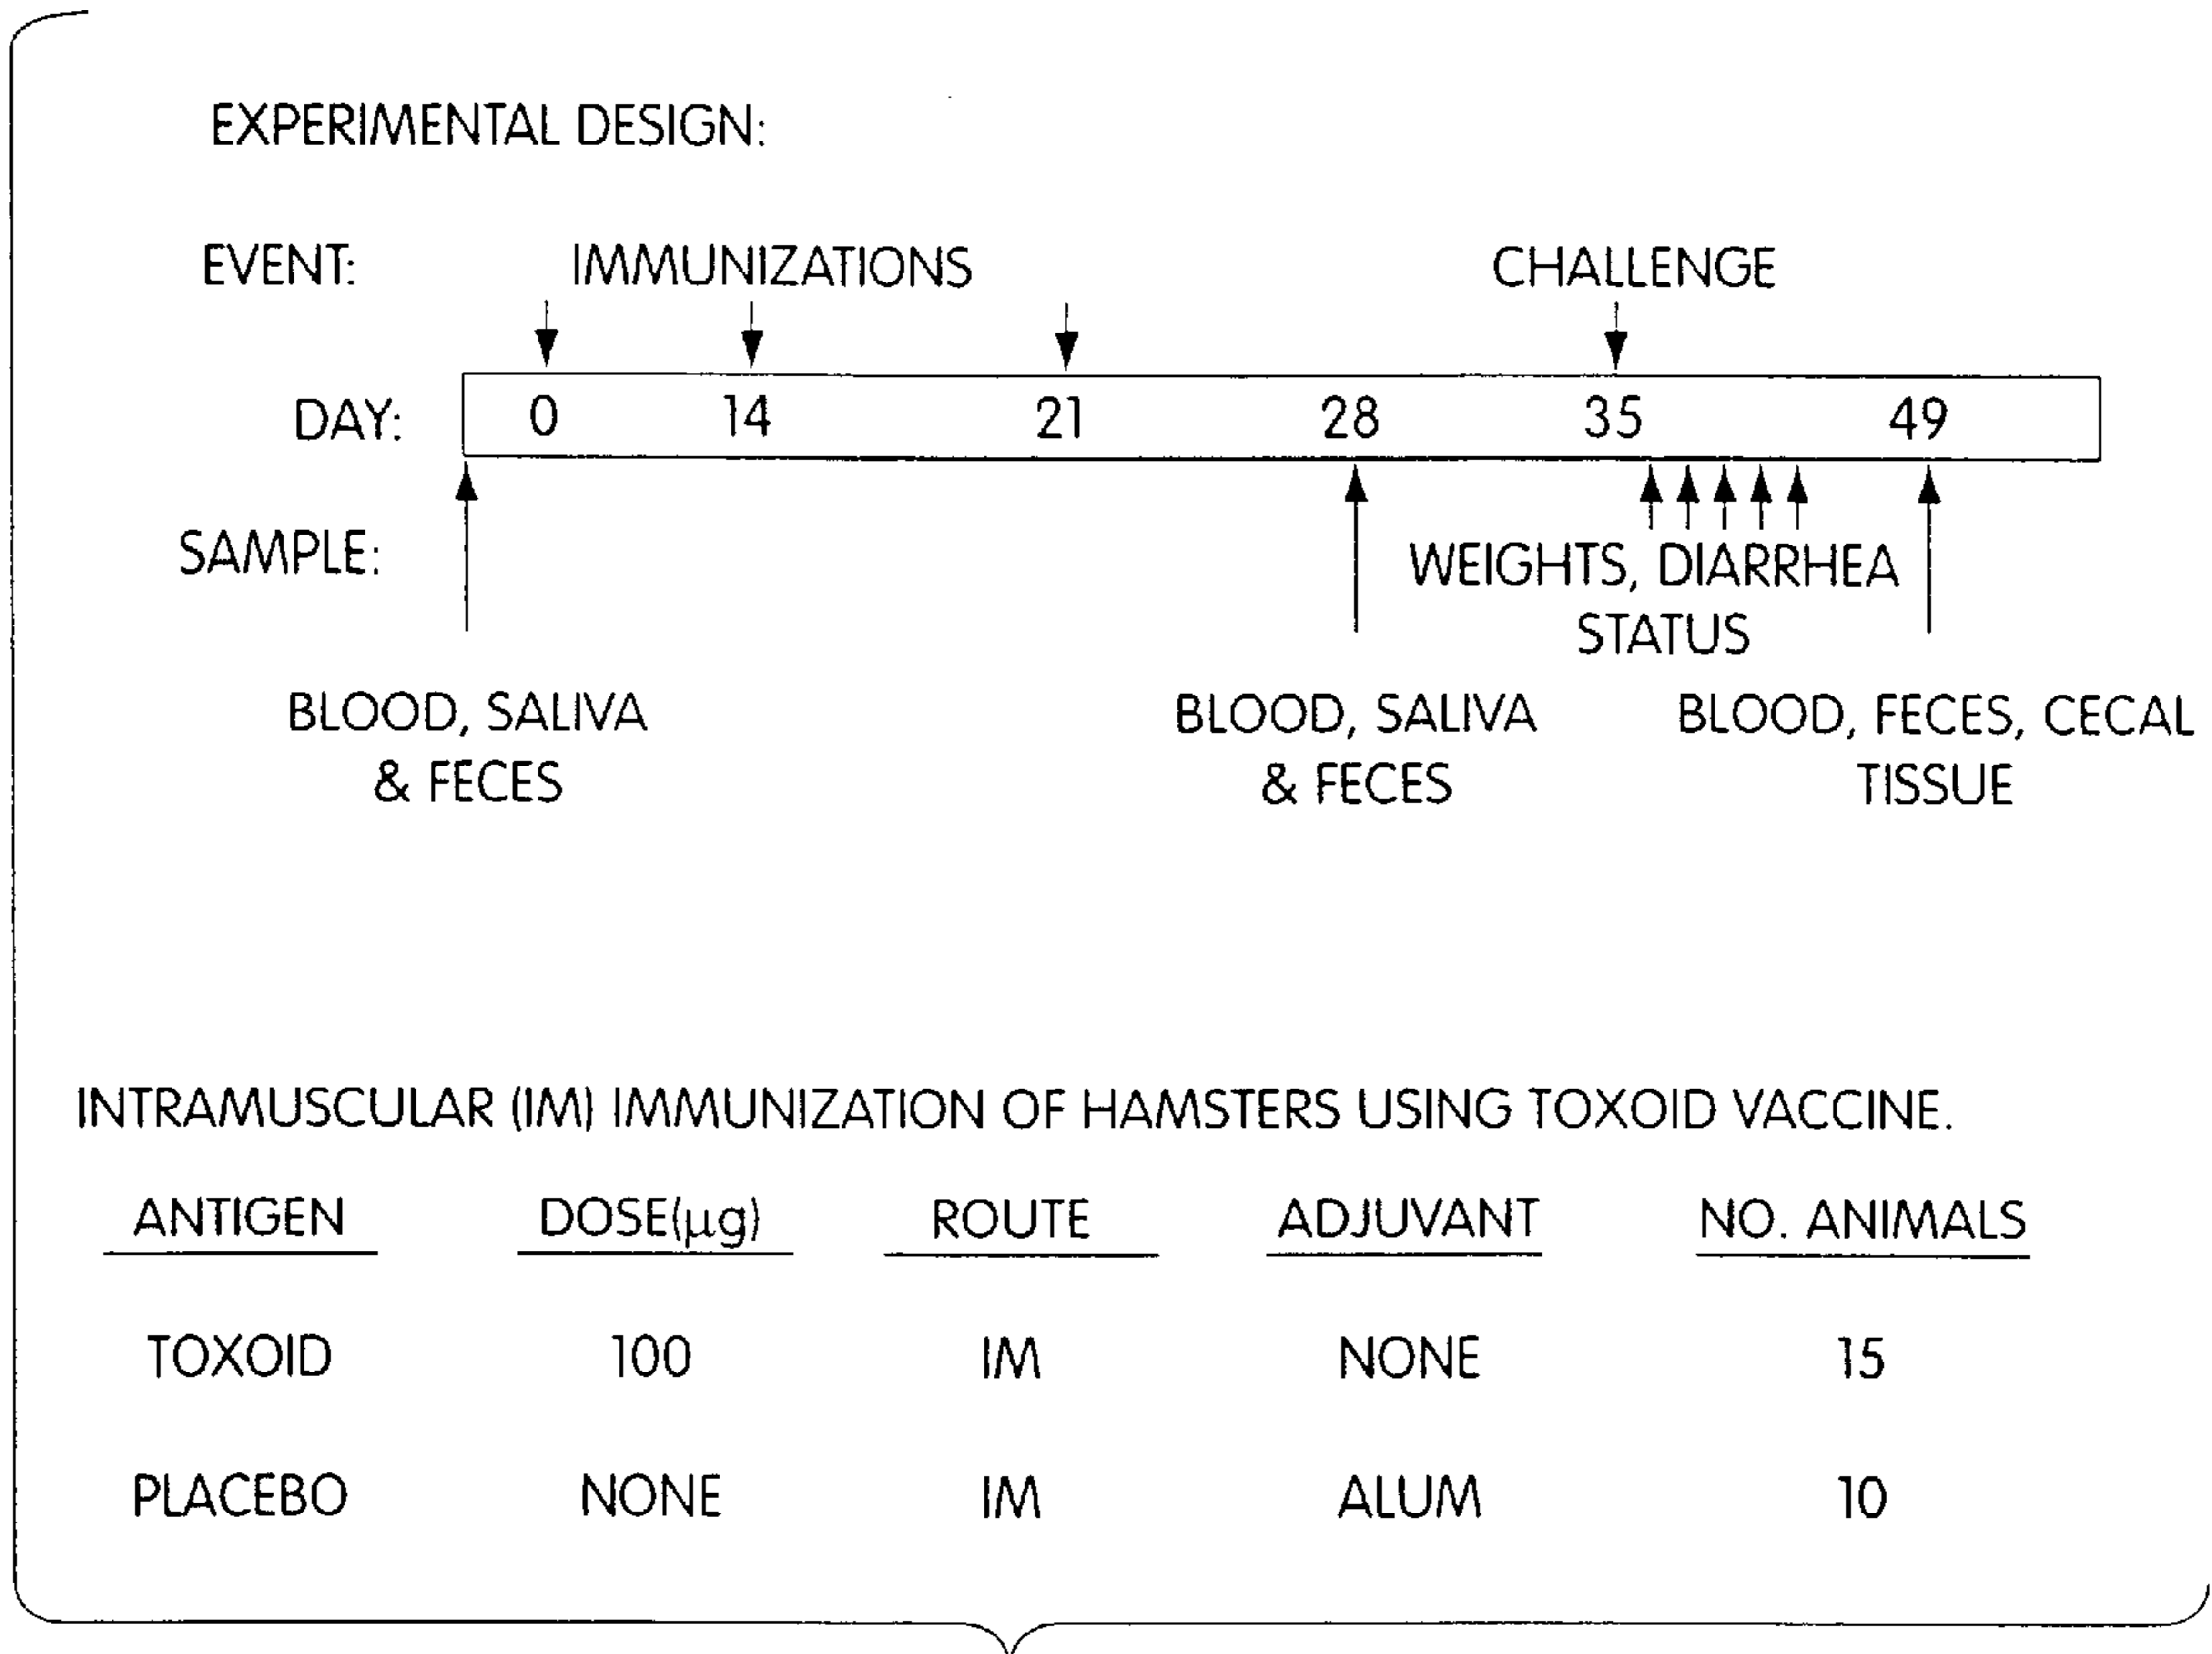 EXPERIMENTAL DESIGN:
EVENT: IMMUNIZATIONS CHALLENGE
DAY: 0 14 21 28 35 49
SAMPLE:
WEIGHTS, DIARRHEA
STATUS
BLOOD, SALIVA
& FECES
BLOOD, SALIVA
& FECES
BLOOD, FECES, CECAL
TISSUE
INTRAMUSCULAR (IM) IMMUNIZATION OF HAMSTERS USING TOXOID VACCINE.
ANTIGEN DOSE(µg) ROUTE ADJUVANT NO. ANIMALS
TOXOID 100 IM NONE 15
PLACEBO NONE IM ALUM 10